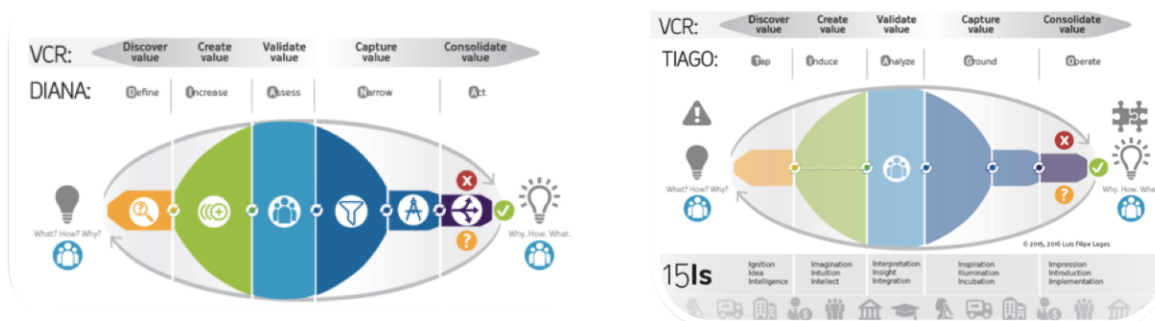 VCR: Discover value Create value Validate value Capture value Consolidate value
DIANA: Define Increase Assess Narrow Act
What? How? Why?
Why. How. What.
VCR: Discover value Create value Validate value Capture value Consolidate value
TIAGO: Tap Induce Analyze Ground Operate
What? How? Why?
Why. How. Wha
© 2015, 2016 Luis Filipe Lages
15Is
Ignition Imagination Interpretation Inspiration Impression
Idea Intuition Insight Illumination Introduction
Intelligence Intellect Integration Incubation Implementation